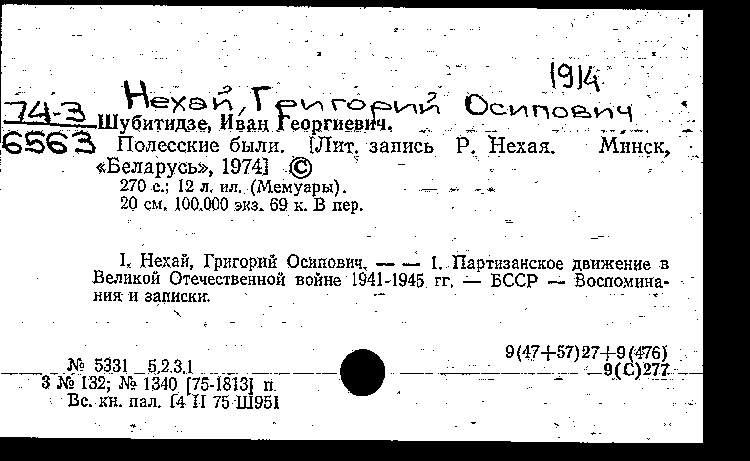 1914
Нехай, Григорий Осипович
74-3
6563
Шубитидзе, Иван Георгиевич.
Полесские были. [Лит. запись Р. Нехая. Минск,
«Беларусь», 1974] ©
270 с.; 12 л. ил. (Мемуары).
20 см. 100.000 экз. 69 к. В пер.
I. Нехай, Григорий Осипович. — — 1. Партизанское движение в
Великой Отечественной войне 1941-1945 гг. — БССР — Воспомина-
ния и записки.
9(47+57)27+9(476)
9(С)277
№ 5331 5.2.3.1
3 № 132; № 1340 [75-1813] п.
Вс. кн. пал. 14 II 75 Ш951